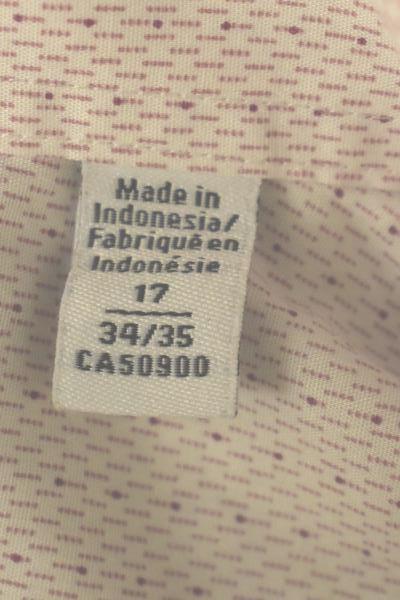 Made in
Indonesia/
Fabriqué en
Indonésie
17
34/35
CA50900